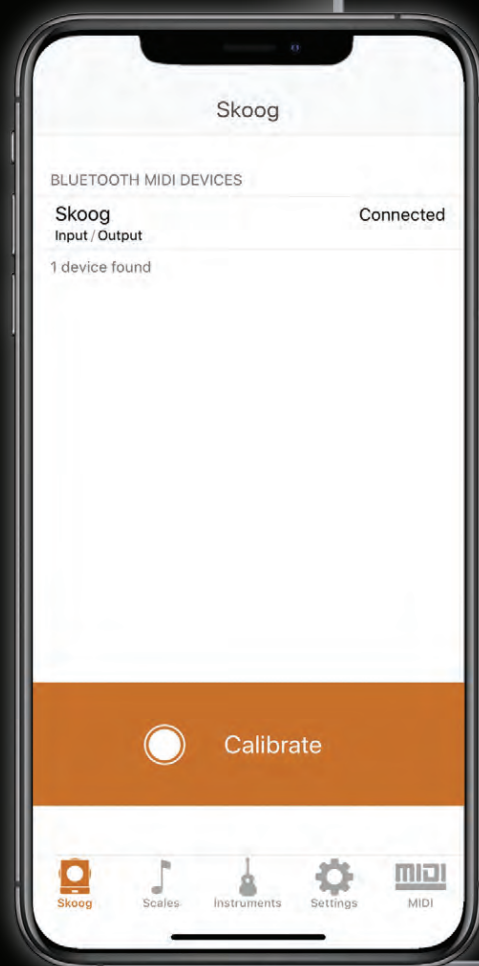 Skoog
BLUETOOTH MIDI DEVICES
Skoog Connected
Input / Output
1 device found
Calibrate
Skoog Scales Instruments Settings MIDI
MIDI